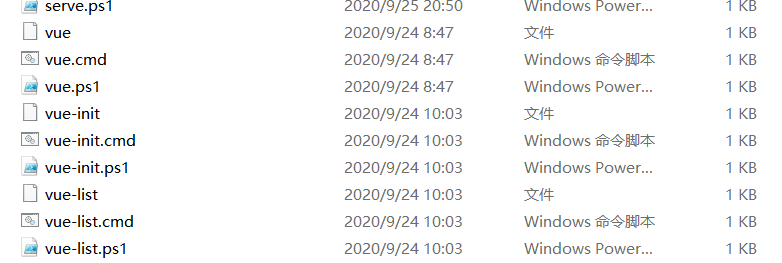 serve.ps1 2020/9/25 20:50 Windows Power... 1 KB
vue 2020/9/24 8:47 文件 1 KB
vue.cmd 2020/9/24 8:47 Windows 命令脚本 1 KB
vue.ps1 2020/9/24 8:47 Windows Power... 1 KB
vue-init 2020/9/24 10:03 文件 1 KB
vue-init.cmd 2020/9/24 10:03 Windows 命令脚本 1 KB
vue-init.ps1 2020/9/24 10:03 Windows Power... 1 KB
vue-list 2020/9/24 10:03 文件 1 KB
vue-list.cmd 2020/9/24 10:03 Windows 命令脚本 1 KB
vue-list.ps1 2020/9/24 10:03 Windows Power... 1 KB